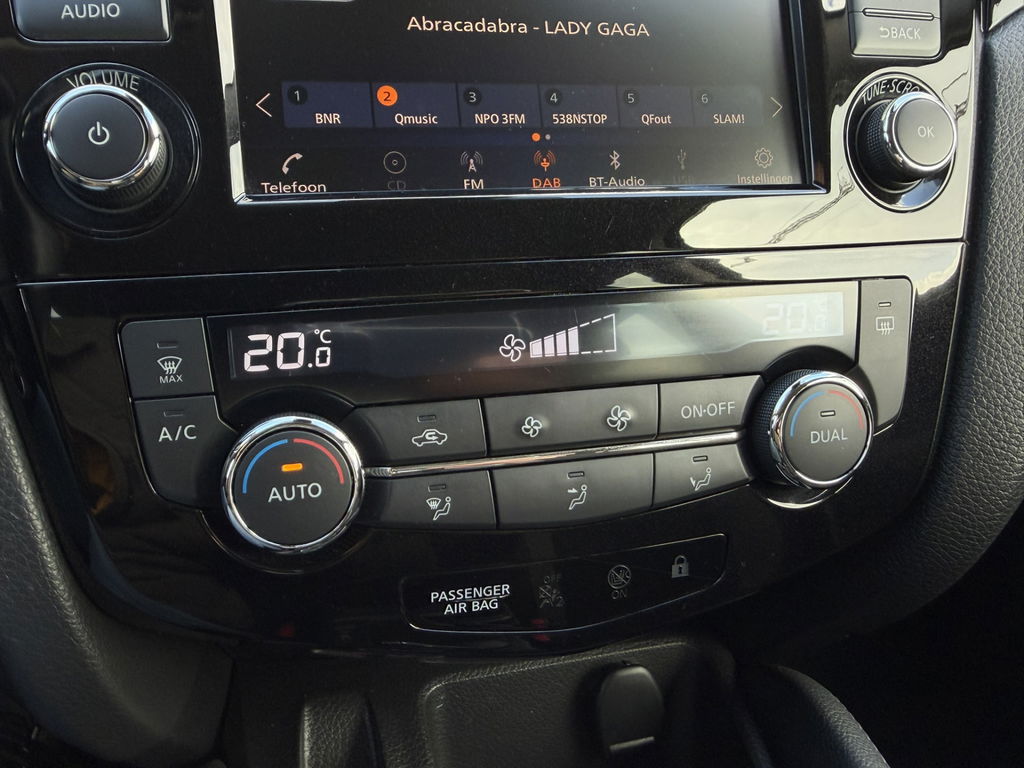 AUDIO
Abracadabra - LADY GAGA
BACK
VOLUME
TUNE·SCRO
OK
1 2 3 4 5 6
BNR Qmusic NPO 3FM 538NSTOP QFout SLAM!
Telefoon CD FM DAB BT-Audio USB Instellingen
20.0 °C
20.0
MAX
A/C
AUTO
ON·OFF
DUAL
PASSENGER
AIR BAG
OFF
ON